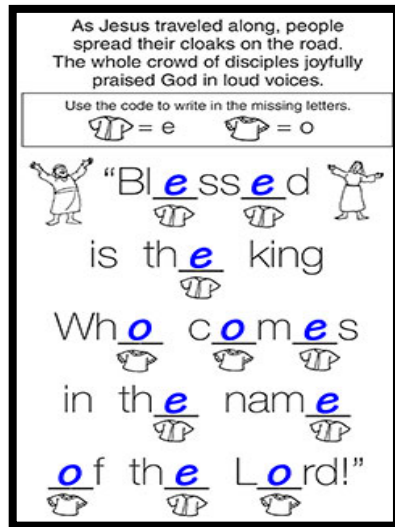 As Jesus traveled along, people
spread their cloaks on the road.
The whole crowd of disciples joyfully
praised God in loud voices.
Use the code to write in the missing letters.
= e = o
“Blessed
is the king
Who comes
in the name
of the Lord!”